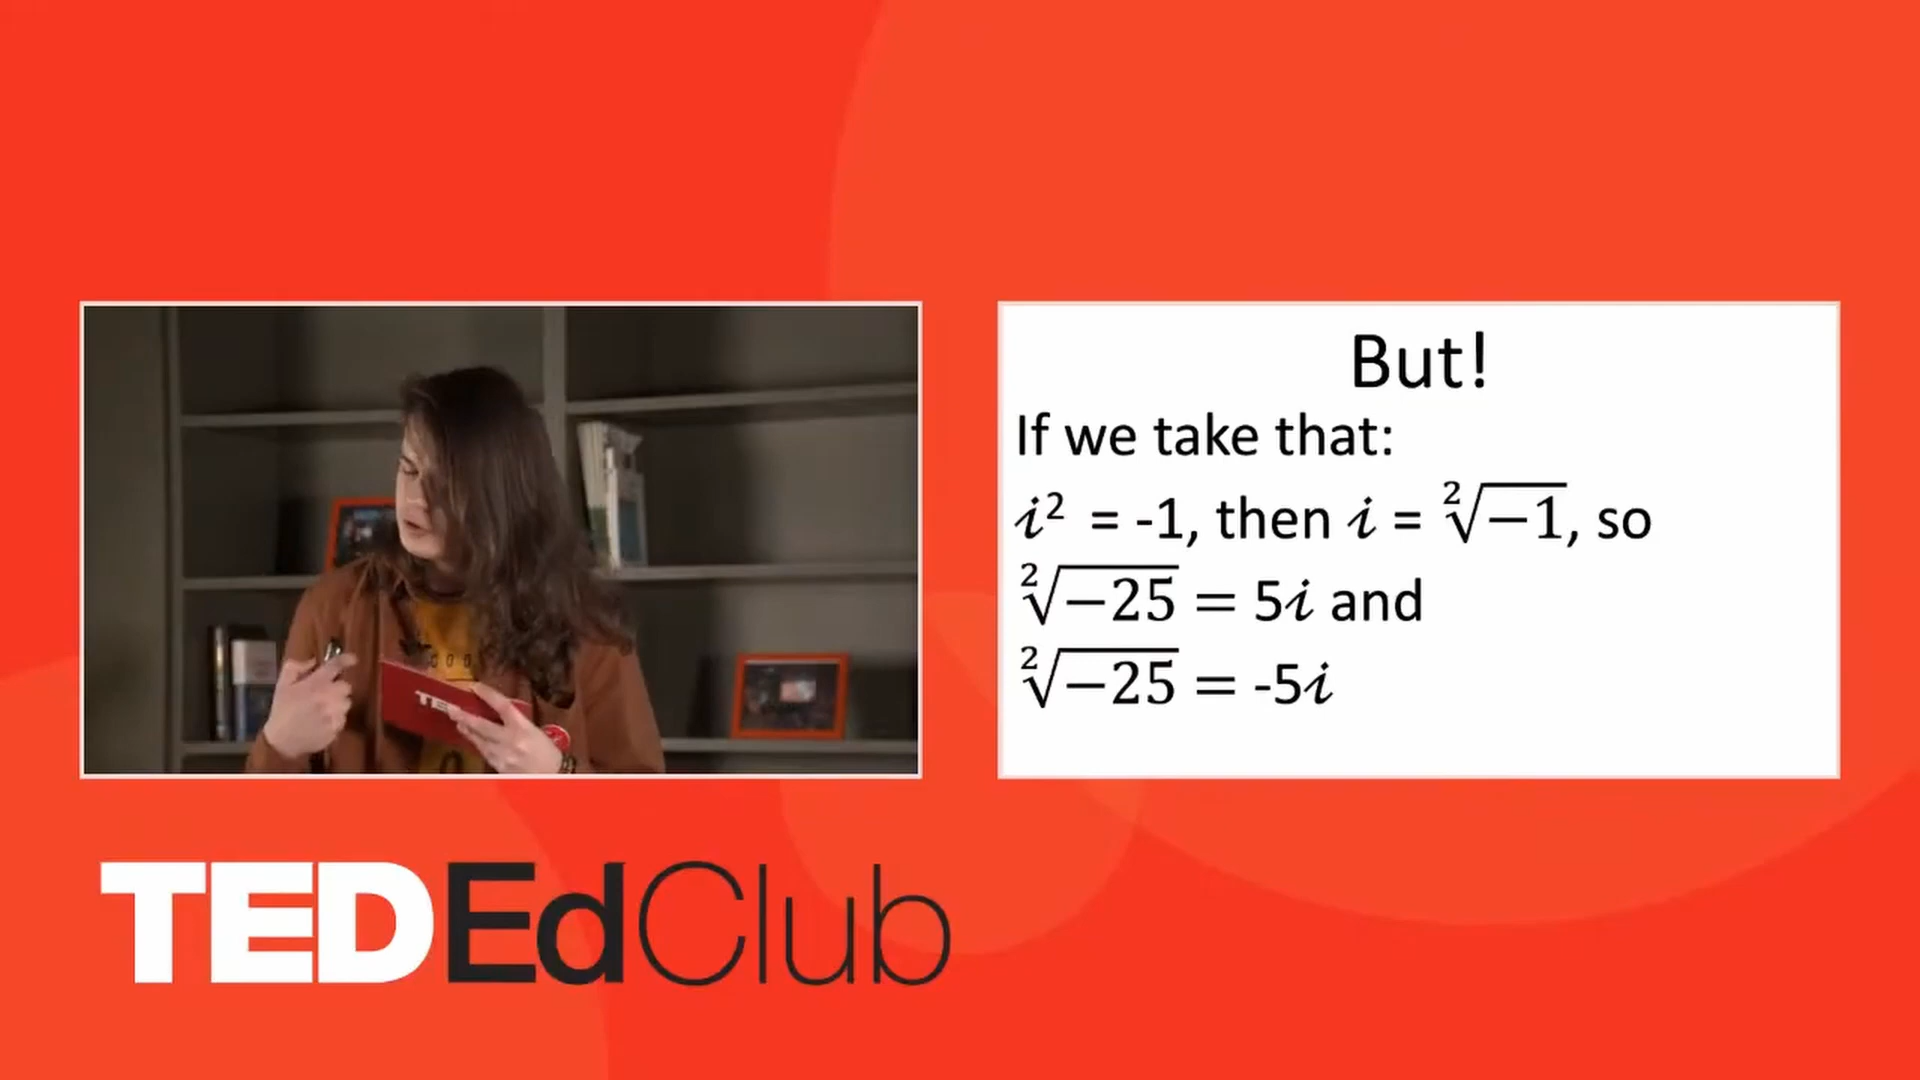 But!
If we take that:
𝒾² = -1, then 𝒾 = ²√−1, so
²√−25 = 5𝒾 and
²√−25 = -5𝒾
TEDEdClub